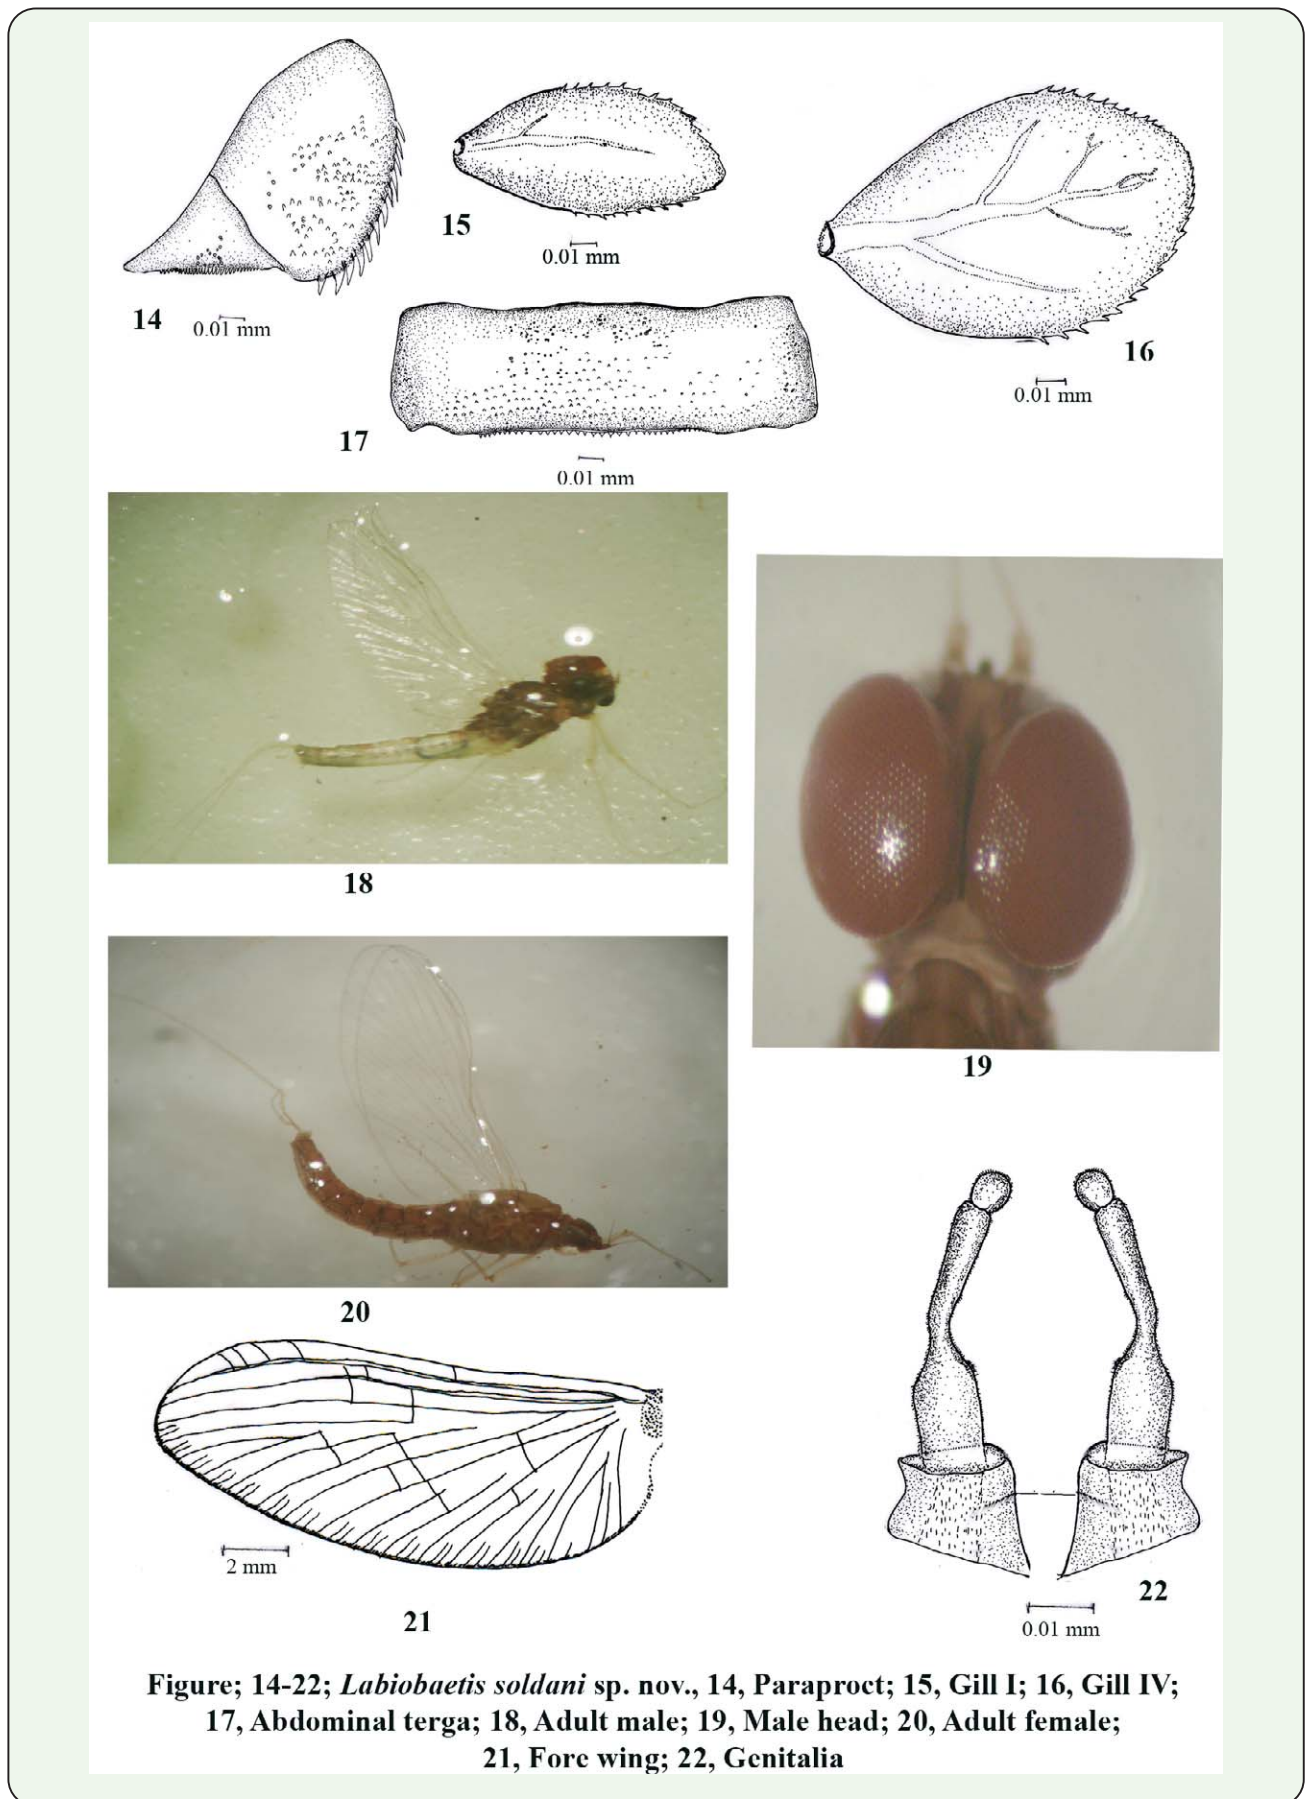 14
0.01 mm
15
0.01 mm
16
0.01 mm
17
0.01 mm
18
19
20
2 mm
21
22
0.01 mm
Figure; 14-22; Labiobaetis soldani sp. nov., 14, Paraproct; 15, Gill I; 16, Gill IV;
17, Abdominal terga; 18, Adult male; 19, Male head; 20, Adult female;
21, Fore wing; 22, Genitalia